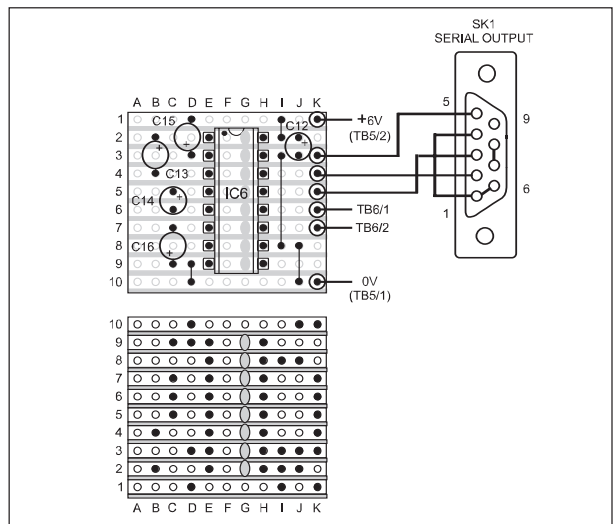 SK1
SERIAL OUTPUT
A B C D E F G H I J K
1
2
3
4
5
6
7
8
9
10
C15
C12
C13
C14
C16
IC6
+6V
(TB5/2)
TB6/1
TB6/2
0V
(TB5/1)
5
9
1
6
10
9
8
7
6
5
4
3
2
1
A B C D E F G H I J K